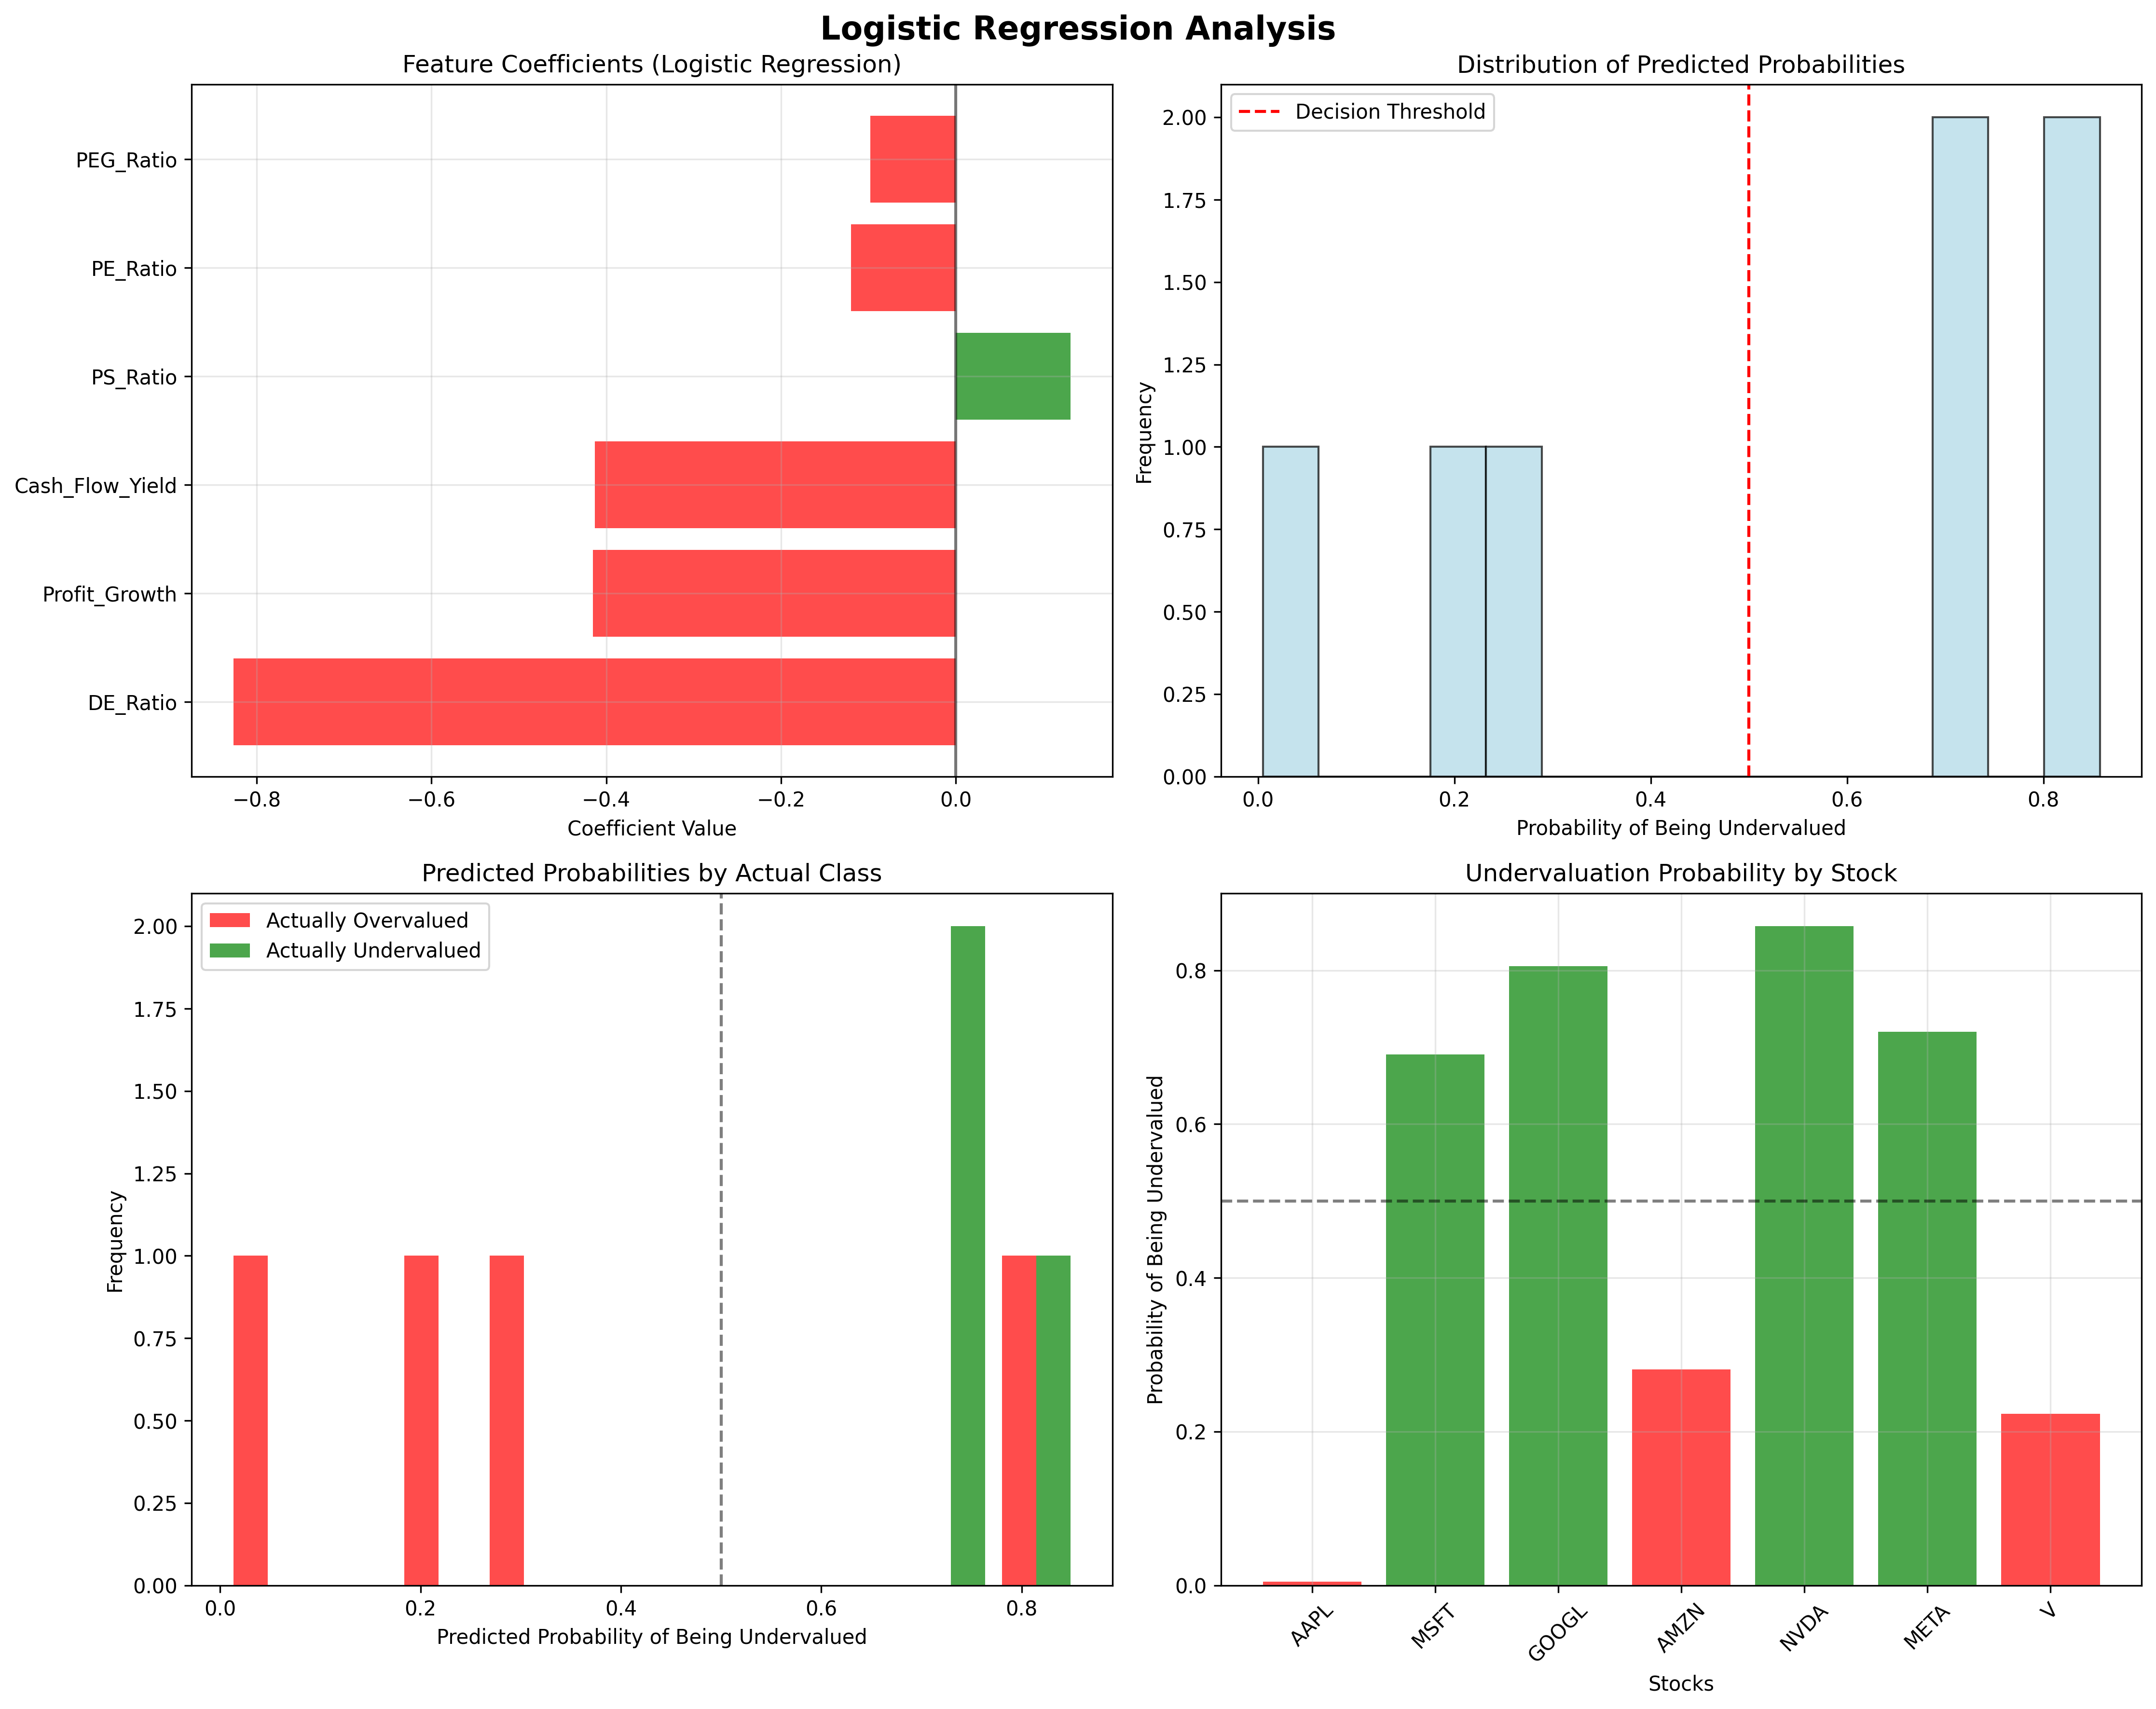 Logistic Regression Analysis
Feature Coefficients (Logistic Regression)
PEG_Ratio
PE_Ratio
PS_Ratio
Cash_Flow_Yield
Profit_Growth
DE_Ratio
−0.8 −0.6 −0.4 −0.2 0.0
Coefficient Value
Distribution of Predicted Probabilities
Decision Threshold
2.00
1.75
1.50
1.25
1.00
0.75
0.50
0.25
0.00
Frequency
0.0 0.2 0.4 0.6 0.8
Probability of Being Undervalued
Predicted Probabilities by Actual Class
Actually Overvalued
Actually Undervalued
2.00
1.75
1.50
1.25
1.00
0.75
0.50
0.25
0.00
Frequency
0.0 0.2 0.4 0.6 0.8
Predicted Probability of Being Undervalued
Undervaluation Probability by Stock
0.8
0.6
0.4
0.2
0.0
Probability of Being Undervalued
AAPL MSFT GOOGL AMZN NVDA META V
Stocks